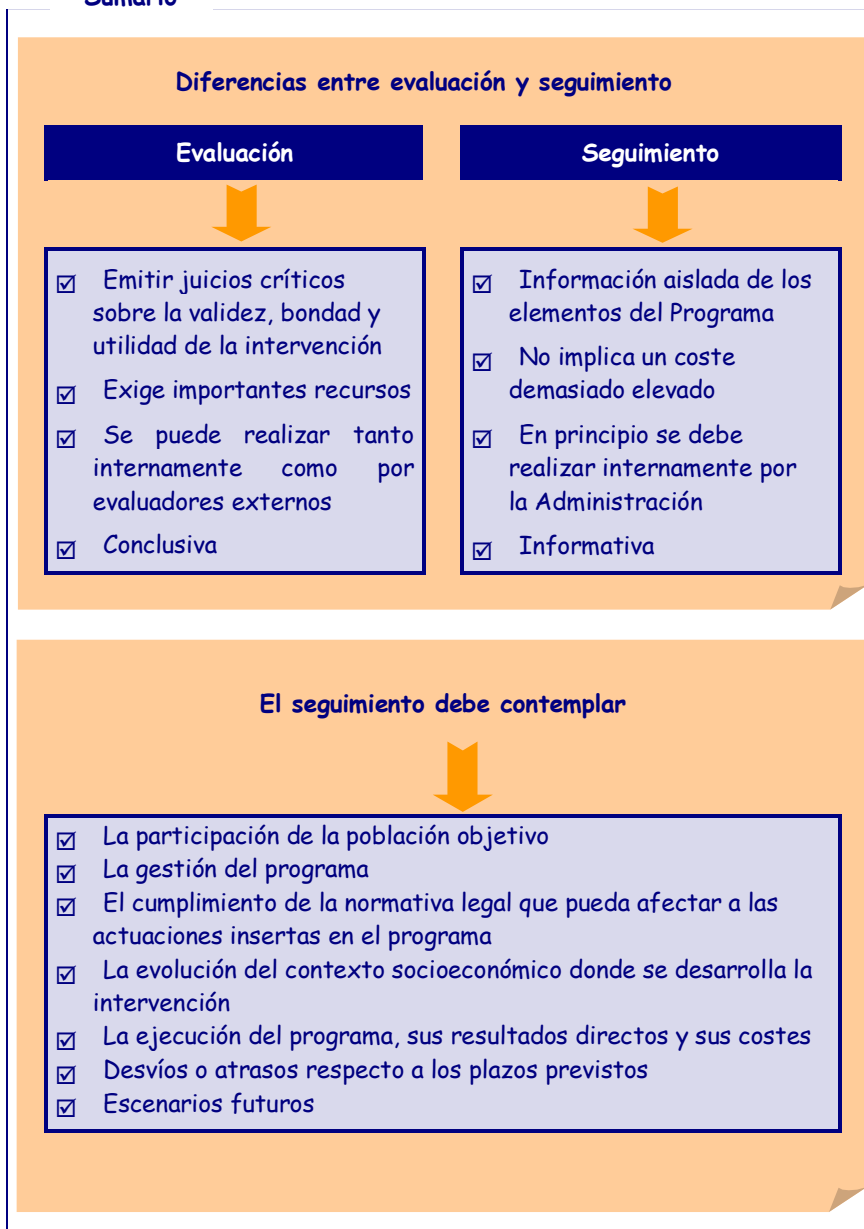 Sumario
Diferencias entre evaluación y seguimiento
Evaluación
Emitir juicios críticos
sobre la validez, bondad y
utilidad de la intervención
Exige importantes recursos
Se puede realizar tanto
internamente como por
evaluadores externos
Conclusiva
Seguimiento
Información aislada de los
elementos del Programa
No implica un coste
demasiado elevado
En principio se debe
realizar internamente por
la Administración
Informativa
El seguimiento debe contemplar
La participación de la población objetivo
La gestión del programa
El cumplimiento de la normativa legal que pueda afectar a las
actuaciones insertas en el programa
La evolución del contexto socioeconómico donde se desarrolla la
intervención
La ejecución del programa, sus resultados directos y sus costes
Desvíos o atrasos respecto a los plazos previstos
Escenarios futuros